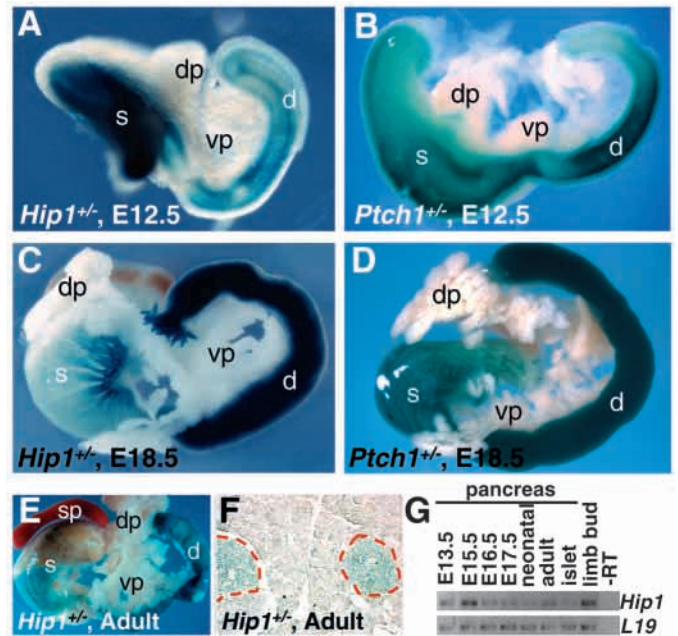 A
dp
s
vp
d
Hip1+/-, E12.5
B
dp
vp
s
d
Ptch1+/-, E12.5
C
dp
s
vp
d
Hip1+/-, E18.5
D
dp
s
vp
d
Ptch1+/-, E18.5
E
sp
dp
s
d
vp
Hip1+/-, Adult
F
Hip1+/-, Adult
G
pancreas
E13.5
E15.5
E16.5
E17.5
neonatal
adult
islet
limb bud
-RT
Hip1
L19